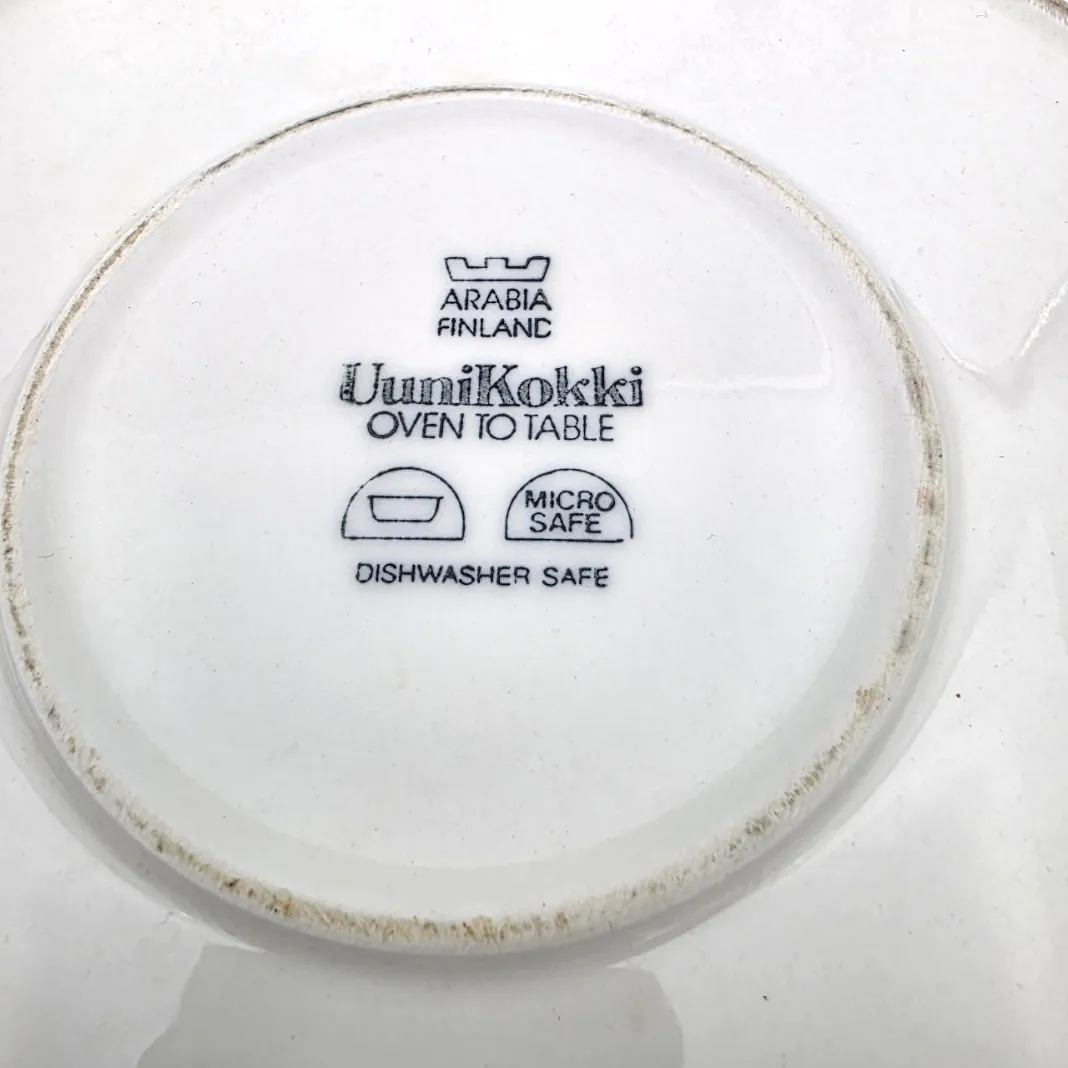 ARABIA
FINLAND
UuniKokki
OVEN TO TABLE
MICRO
SAFE
DISHWASHER SAFE